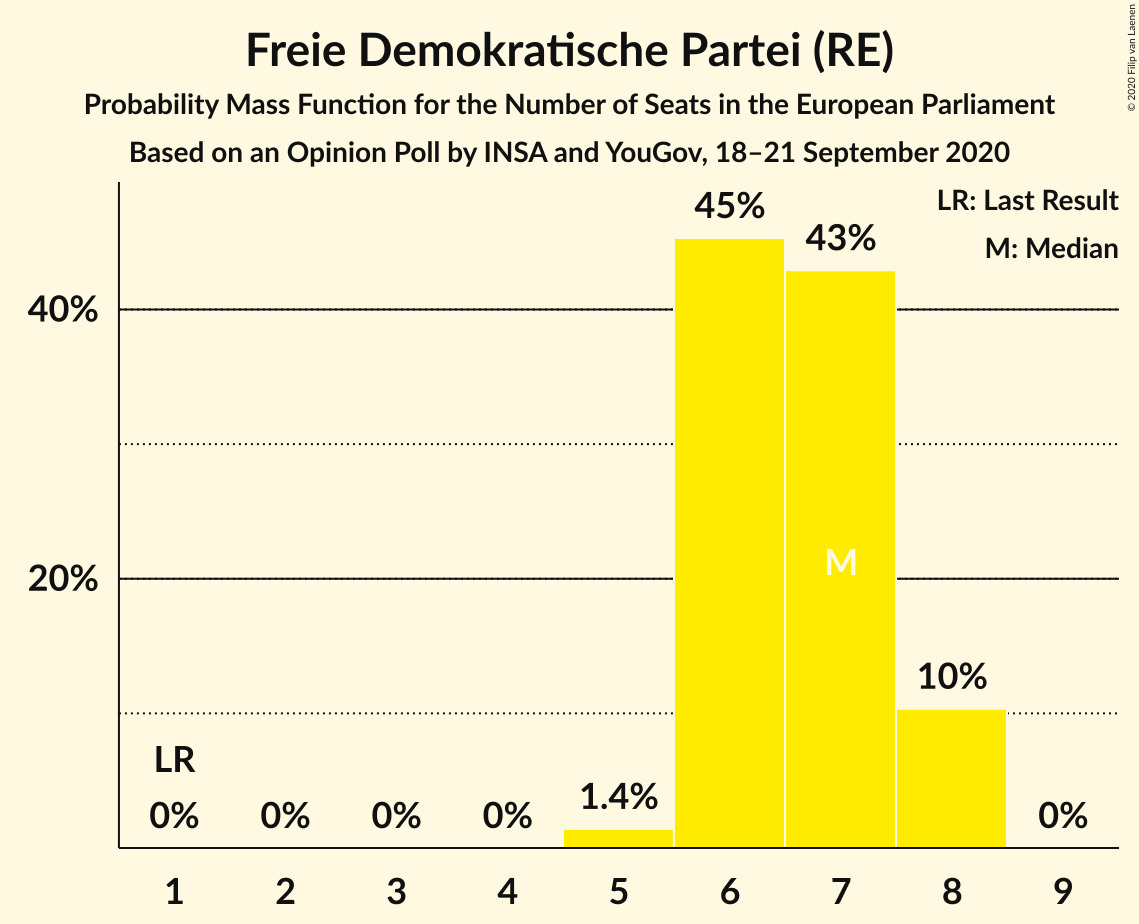 Freie Demokratische Partei (RE)
Probability Mass Function for the Number of Seats in the European Parliament
Based on an Opinion Poll by INSA and YouGov, 18–21 September 2020
© 2020 Filip van Laenen
LR: Last Result
M: Median
45%
43%
40%
M
20%
10%
LR
1.4%
0% 0% 0% 0% 0%
1 2 3 4 5 6 7 8 9